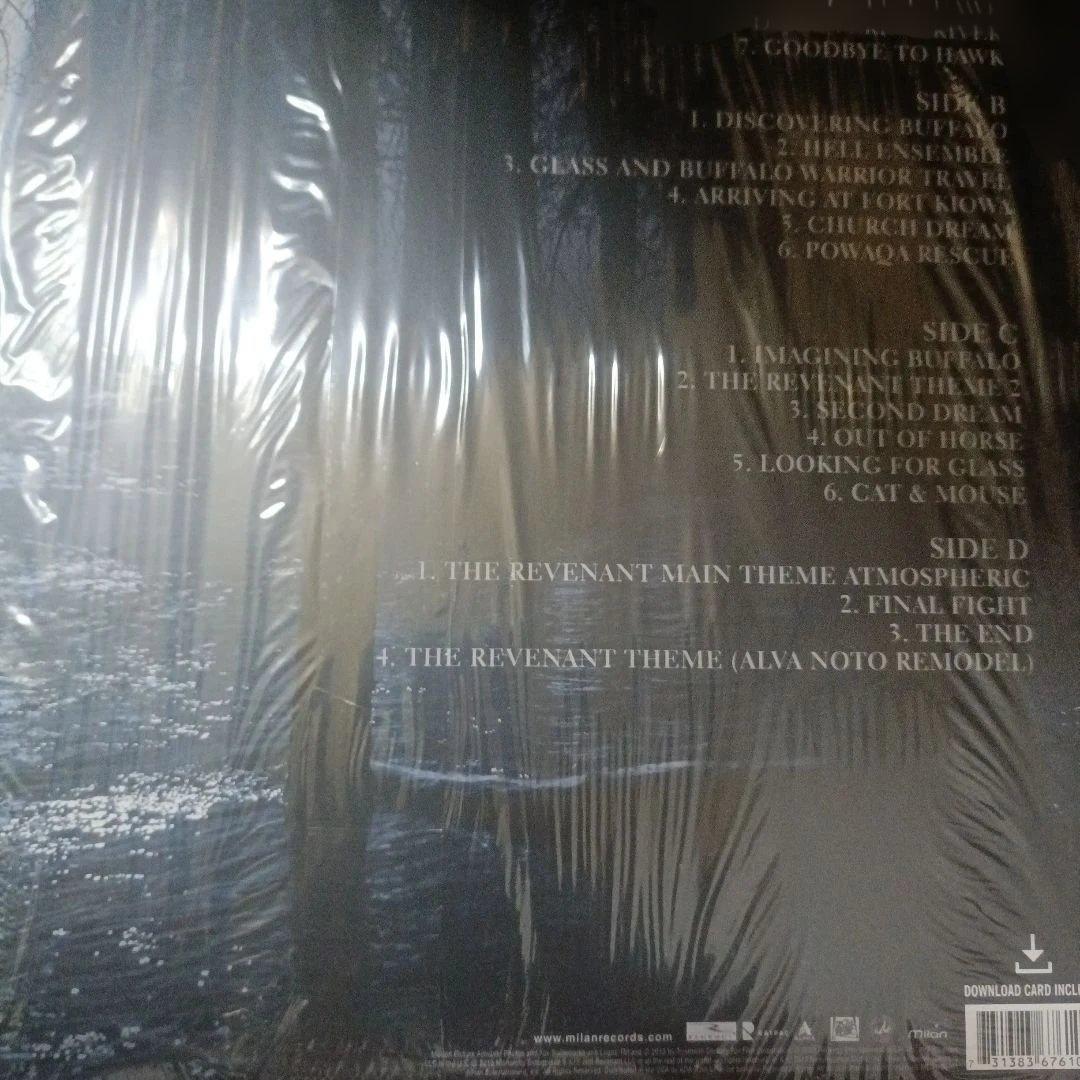 7. GOODBYE TO HAWK
SIDE B
1. DISCOVERING BUFFALO
2. HELL ENSEMBLE
3. GLASS AND BUFFALO WARRIOR TRAVEL
4. ARRIVING AT FORT KIOWA
5. CHURCH DREAM
6. POWAQA RESCUE
SIDE C
1. IMAGINING BUFFALO
2. THE REVENANT THEME 2
3. SECOND DREAM
4. OUT OF HORSE
5. LOOKING FOR GLASS
6. CAT & MOUSE
SIDE D
1. THE REVENANT MAIN THEME ATMOSPHERIC
2. FINAL FIGHT
3. THE END
4. THE REVENANT THEME (ALVA NOTO REMODEL)
DOWNLOAD CARD INCL
www.milanrecords.com
milan
7 31383 67610